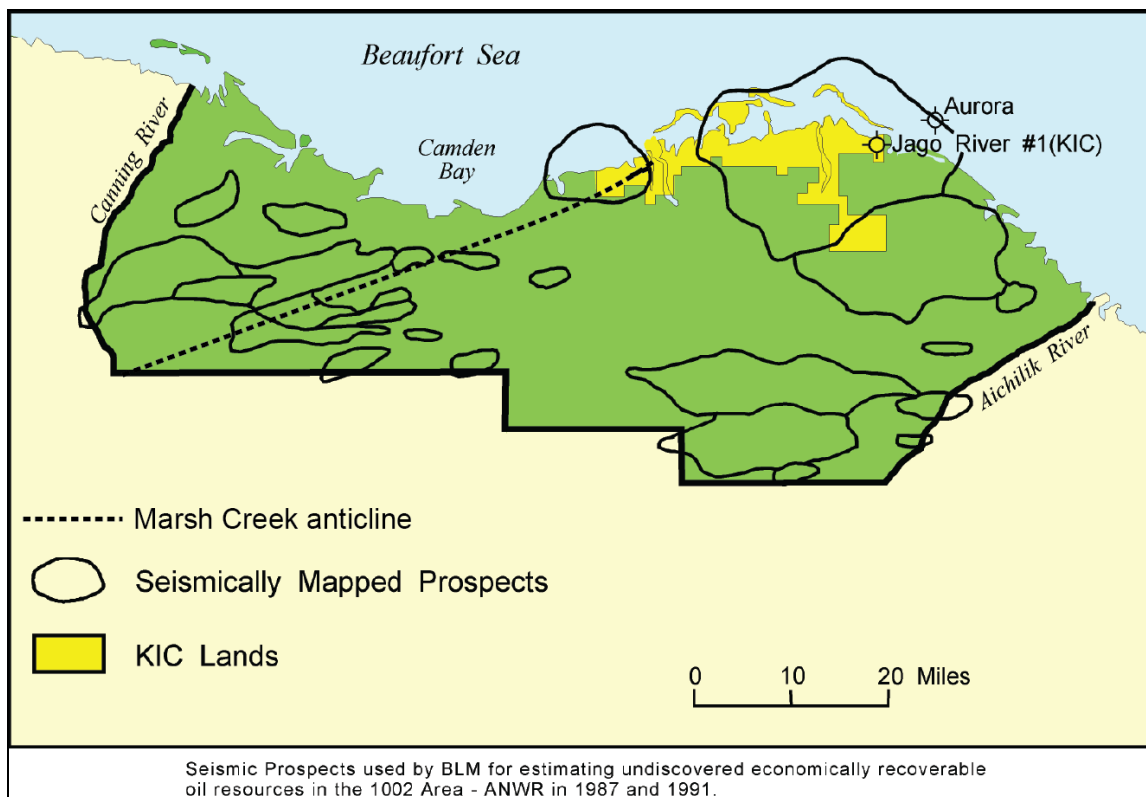 Beaufort Sea
Canning River
Camden
Bay
Aurora
Jago River #1(KIC)
Aichilik River
Marsh Creek anticline
Seismically Mapped Prospects
KIC Lands
0 10 20 Miles
Seismic Prospects used by BLM for estimating undiscovered economically recoverable
oil resources in the 1002 Area - ANWR in 1987 and 1991.